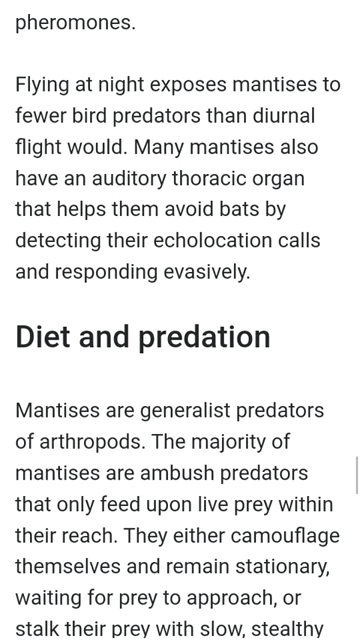 pheromones.
Flying at night exposes mantises to
fewer bird predators than diurnal
flight would. Many mantises also
have an auditory thoracic organ
that helps them avoid bats by
detecting their echolocation calls
and responding evasively.
Diet and predation
Mantises are generalist predators
of arthropods. The majority of
mantises are ambush predators
that only feed upon live prey within
their reach. They either camouflage
themselves and remain stationary,
waiting for prey to approach, or
stalk their prey with slow, stealthy